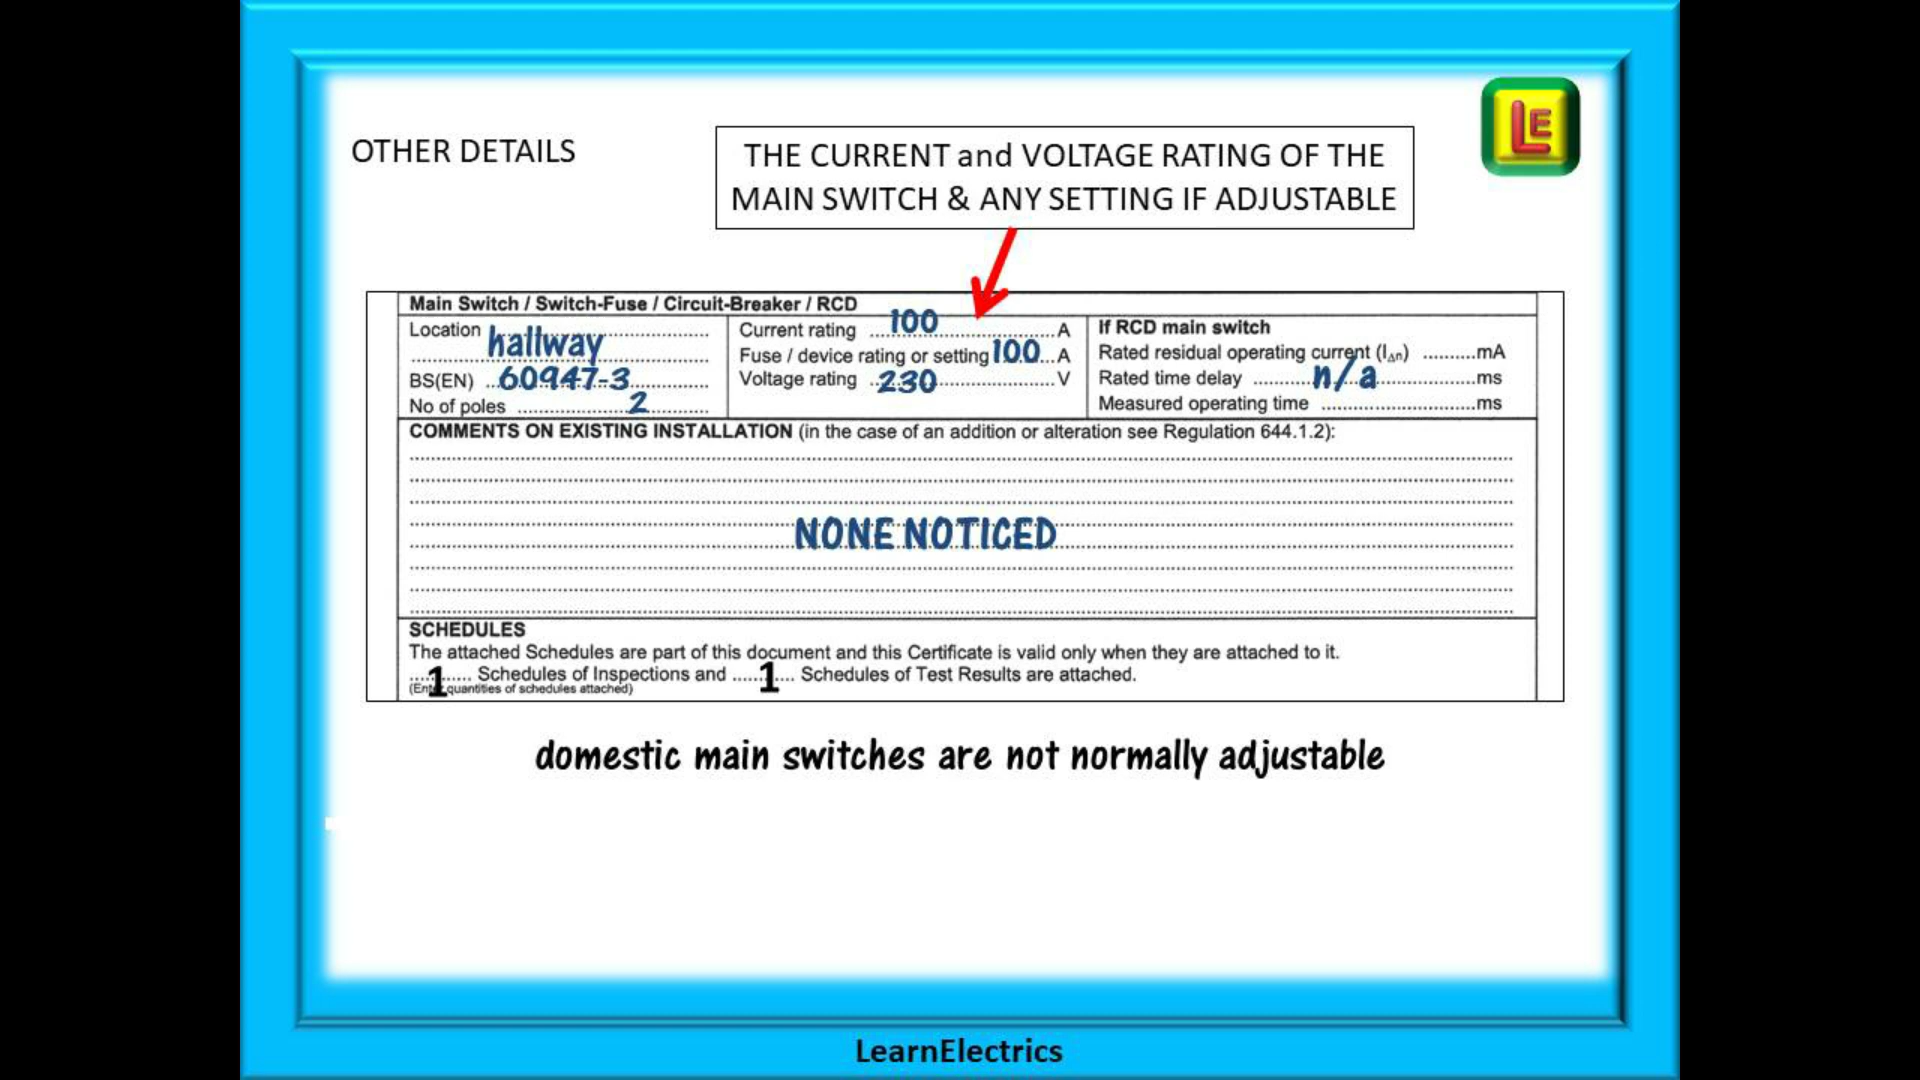 OTHER DETAILS
THE CURRENT and VOLTAGE RATING OF THE
MAIN SWITCH & ANY SETTING IF ADJUSTABLE
LE
Main Switch / Switch-Fuse / Circuit-Breaker / RCD
Location hallway
BS(EN) 60947-3
No of poles 2
Current rating 100 A
Fuse / device rating or setting 100 A
Voltage rating 230 V
If RCD main switch
Rated residual operating current (IΔn) ..........mA
Rated time delay n/a ms
Measured operating time ..........ms
COMMENTS ON EXISTING INSTALLATION (in the case of an addition or alteration see Regulation 644.1.2):
NONE NOTICED
SCHEDULES
The attached Schedules are part of this document and this Certificate is valid only when they are attached to it.
1 Schedules of Inspections and 1 Schedules of Test Results are attached.
(Enter quantities of schedules attached)
domestic main switches are not normally adjustable
LearnElectrics